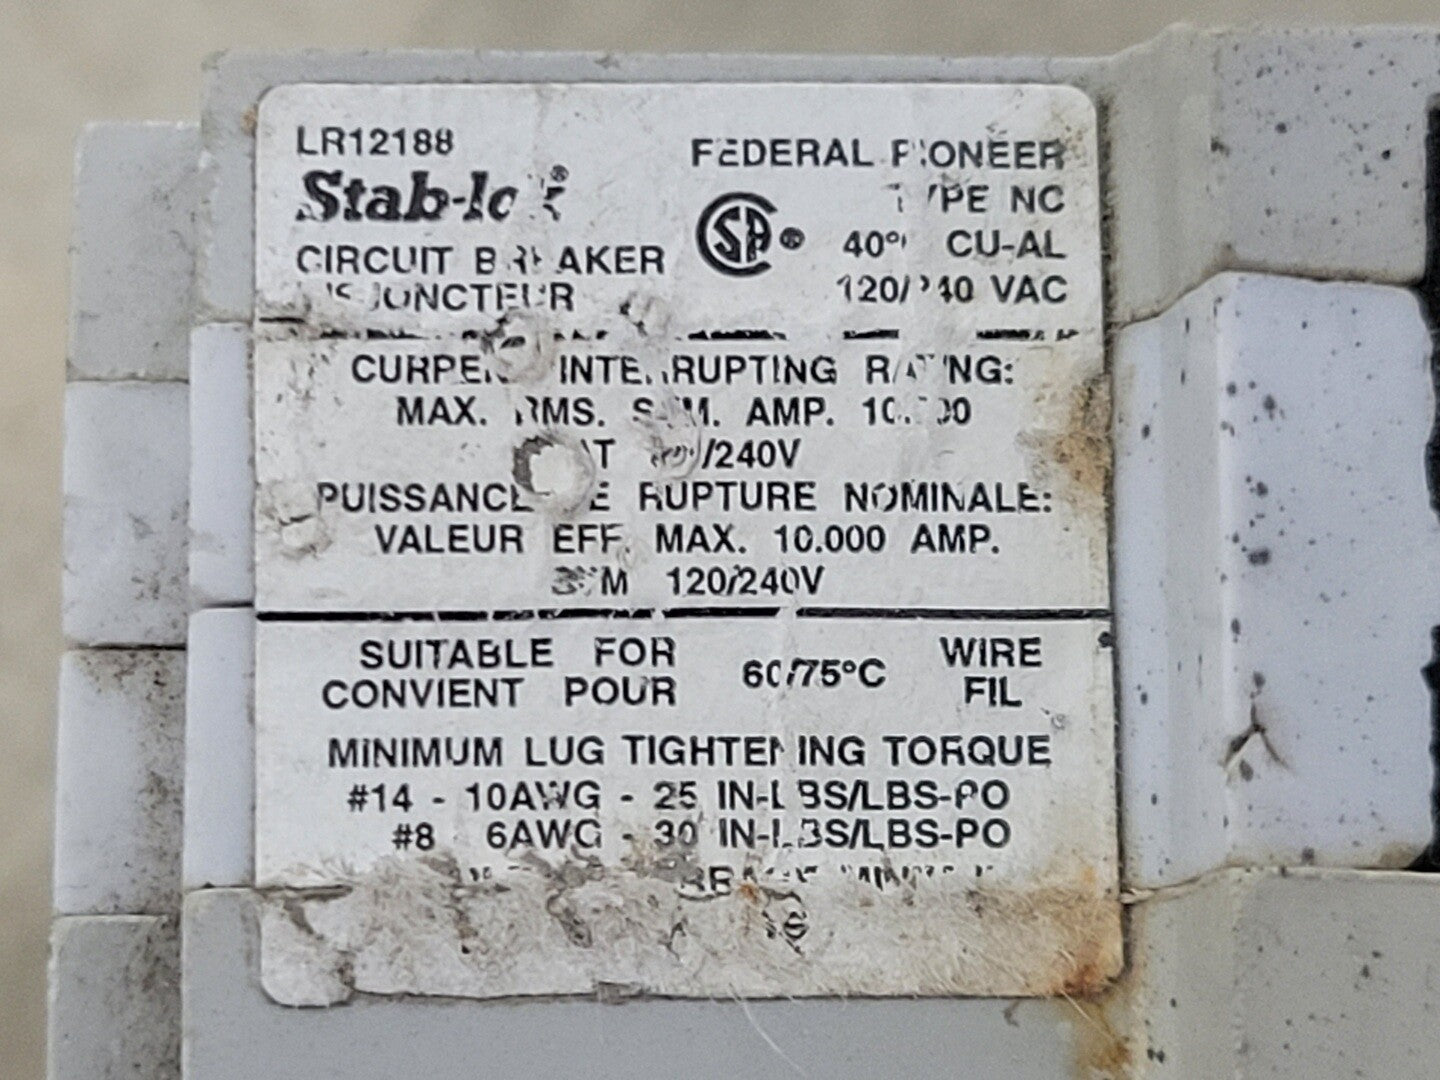 LR12188
Stab-lok®
CIRCUIT BREAKER
DISJONCTEUR
FEDERAL PIONEER
TYPE NC
SA®
40°C CU-AL
120/240 VAC
CURRENT INTERRUPTING RATING:
MAX. RMS. SYM. AMP. 10.000
AT 120/240V
PUISSANCE DE RUPTURE NOMINALE:
VALEUR EFF. MAX. 10.000 AMP.
SYM 120/240V
SUITABLE FOR
CONVIENT POUR
60/75°C
WIRE
FIL
MINIMUM LUG TIGHTENING TORQUE
#14 - 10AWG - 25 IN-LBS/LBS-PO
#8 - 6AWG - 30 IN-LBS/LBS-PO